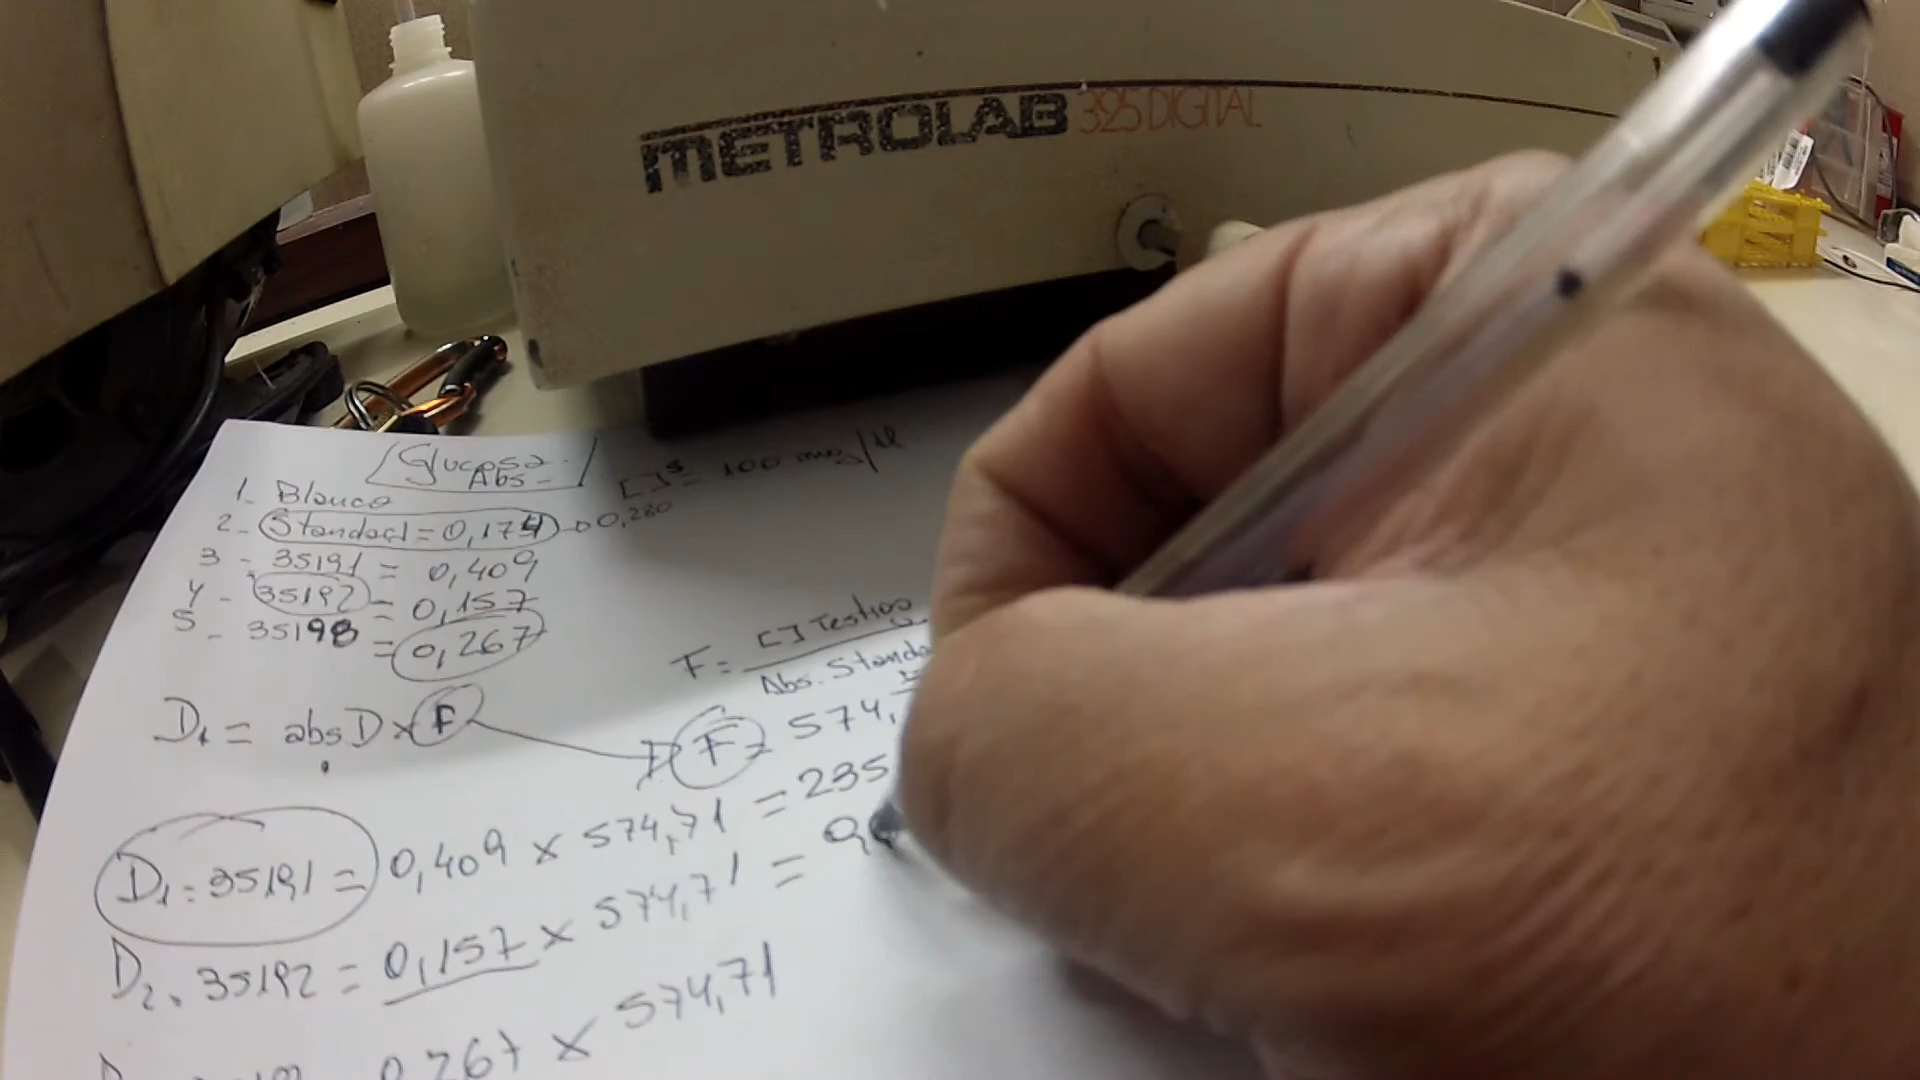 METROLAB 325 DIGITAL
Glucosa
Abs -
[ ]s = 100 mg/dl
1- Blanco
2- Standard = 0,174 → 0,280
3 - 35191 = 0,409
4 - 35192 = 0,157
5 - 35198 = 0,267
F = [ ] Testigo
Abs. Standa
D1 = abs D x F
F = 574,
D1: 35191 = 0,409 x 574,71 = 235
D2. 35192 = 0,157 x 574,71 =
0,267 x 574,71